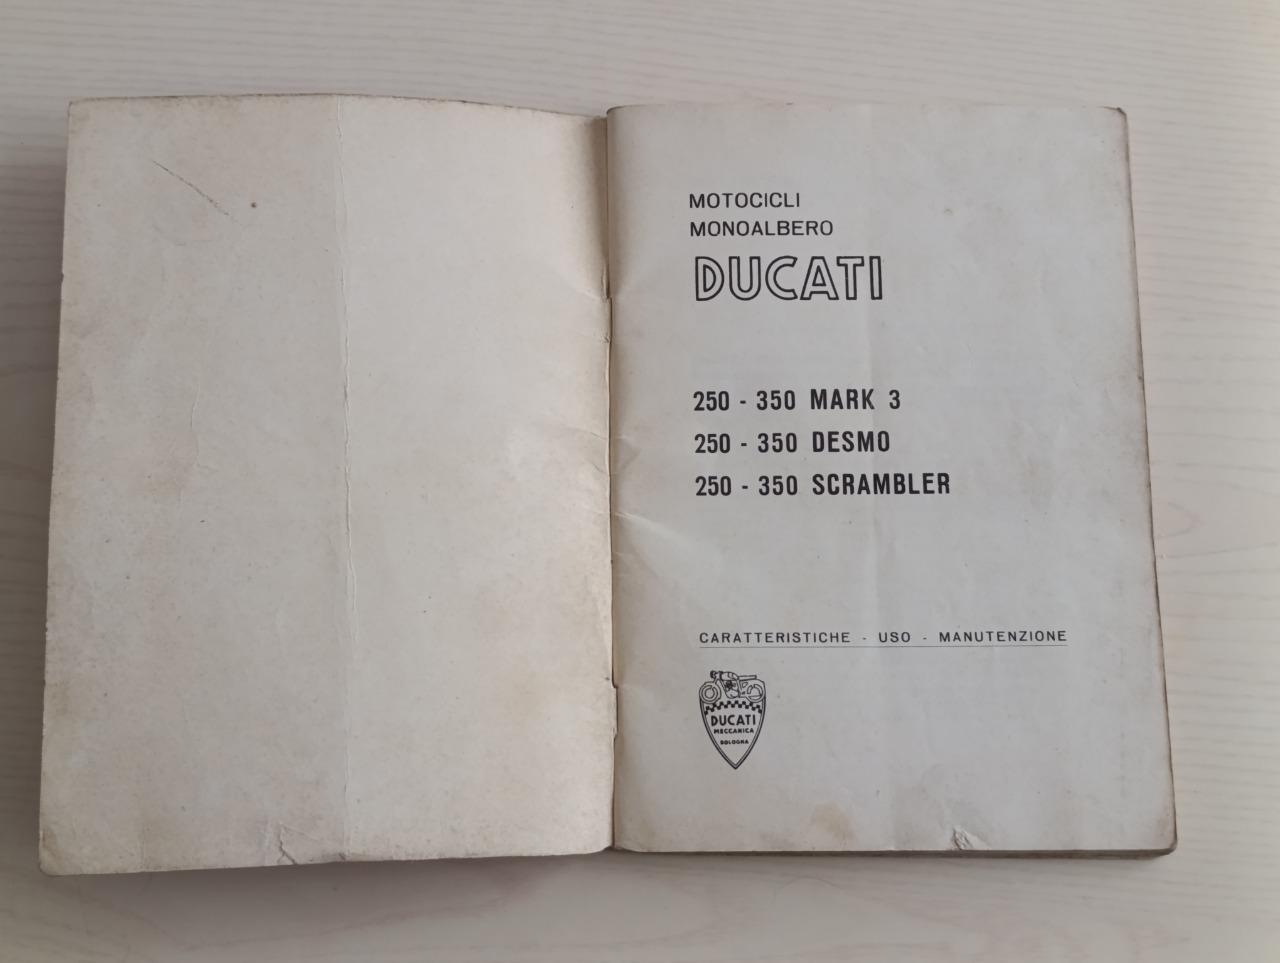 MOTOCICLI
MONOALBERO
DUCATI
250 - 350 MARK 3
250 - 350 DESMO
250 - 350 SCRAMBLER
CARATTERISTICHE - USO - MANUTENZIONE
DUCATI
MECCANICA
BOLOGNA